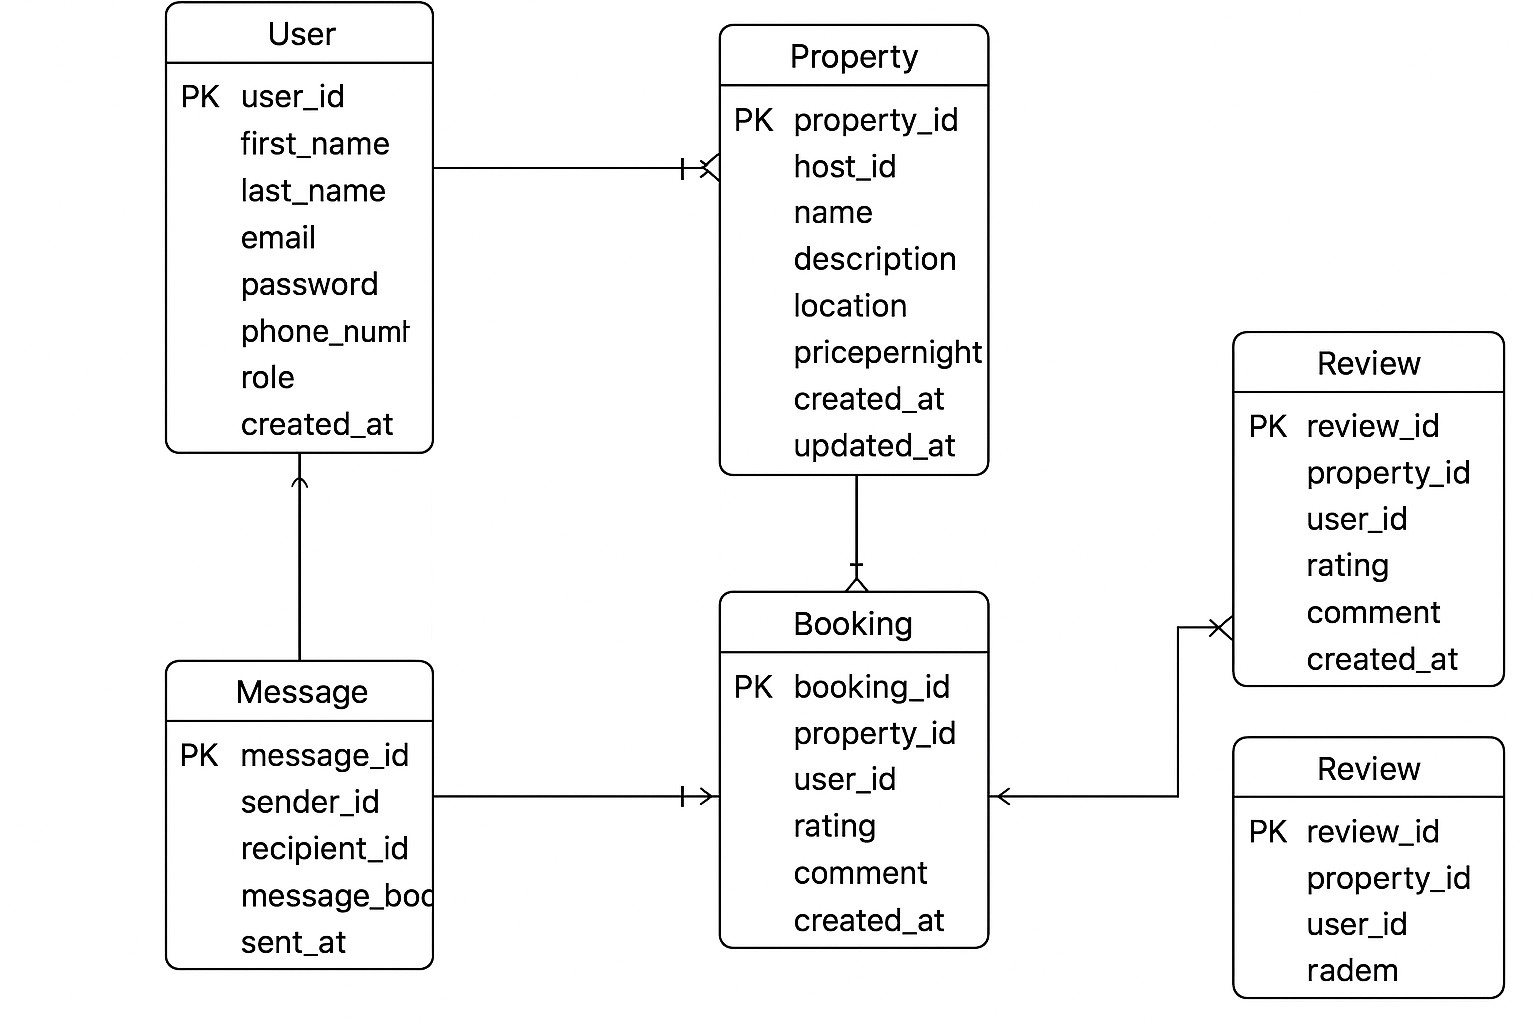 User
PK user_id
first_name
last_name
email
password
phone_num
role
created_at
Property
PK property_id
host_id
name
description
location
pricepernight
created_at
updated_at
Review
PK review_id
property_id
user_id
rating
comment
created_at
Message
PK message_id
sender_id
recipient_id
message_boc
sent_at
Booking
PK booking_id
property_id
user_id
rating
comment
created_at
Review
PK review_id
property_id
user_id
radem